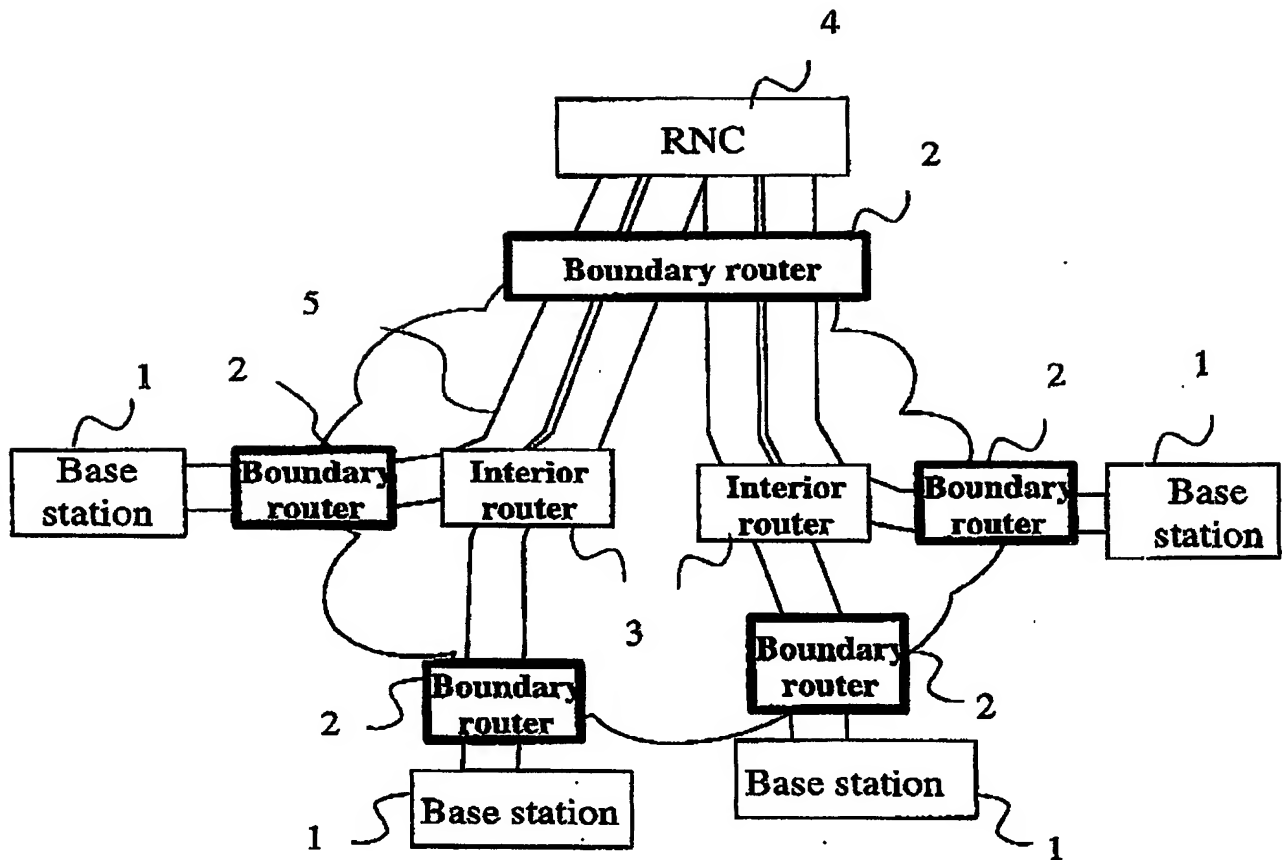 4
RNC
2
Boundary router
5
1
2
2
1
Base
station
Boundary
router
Interior
router
Interior
router
Boundary
router
Base
station
3
Boundary
router
2
Boundary
router
2
Base station
1
Base station
1